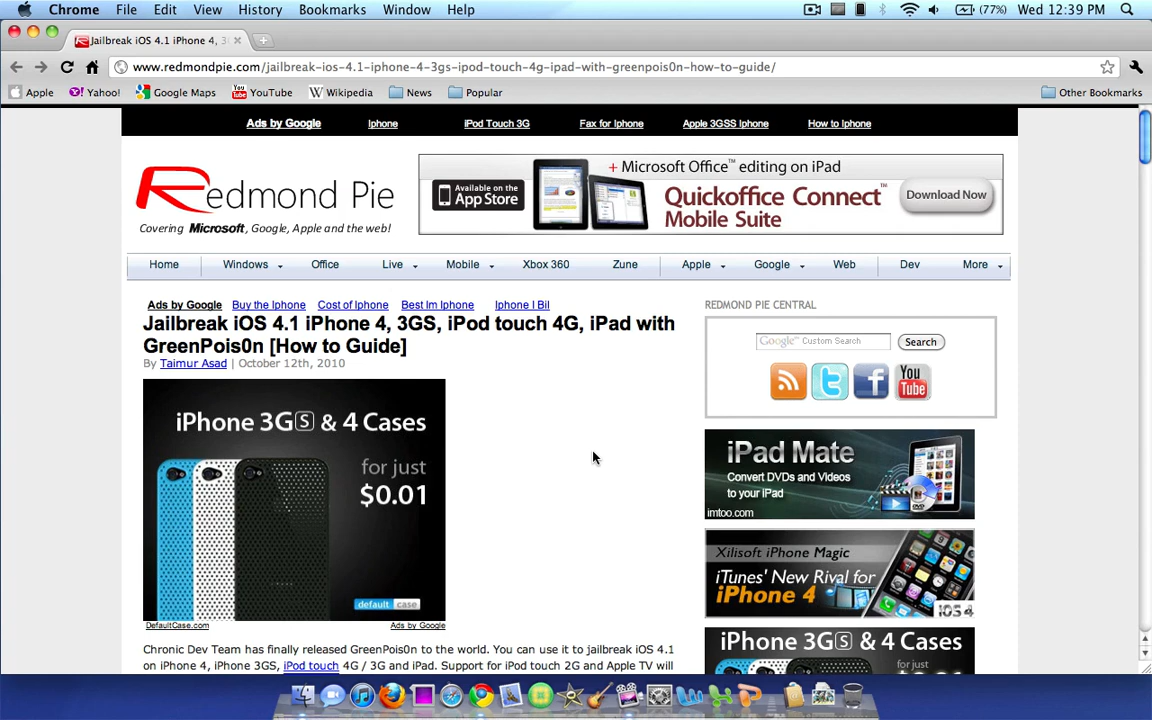 Chrome File Edit View History Bookmarks Window Help (77%) Wed 12:39 PM
Jailbreak iOS 4.1 iPhone 4, 3
www.redmondpie.com/jailbreak-ios-4.1-iphone-4-3gs-ipod-touch-4g-ipad-with-greenpois0n-how-to-guide/
Apple Yahoo! Google Maps YouTube Wikipedia News Popular Other Bookmarks
Ads by Google Iphone iPod Touch 3G Fax for Iphone Apple 3GSS Iphone How to Iphone
Redmond Pie
Covering Microsoft, Google, Apple and the web!
Available on the
App Store
+ Microsoft Office™ editing on iPad
Quickoffice Connect™
Mobile Suite
Download Now
Home Windows Office Live Mobile Xbox 360 Zune Apple Google Web Dev More
Ads by Google Buy the Iphone Cost of Iphone Best Im Iphone Iphone I Bil
Jailbreak iOS 4.1 iPhone 4, 3GS, iPod touch 4G, iPad with
GreenPois0n [How to Guide]
By Taimur Asad | October 12th, 2010
iPhone 3GS & 4 Cases
for just
$0.01
default case
DefaultCase.com Ads by Google
Chronic Dev Team has finally released GreenPois0n to the world. You can use it to jailbreak iOS 4.1
on iPhone 4, iPhone 3GS, iPod touch 4G / 3G and iPad. Support for iPod touch 2G and Apple TV will
REDMOND PIE CENTRAL
Google™ Custom Search Search
You
Tube
iPad Mate
Convert DVDs and Videos
to your iPad
imtoo.com
Xilisoft iPhone Magic
iTunes' New Rival for
iPhone 4
iOS 4
iPhone 3GS & 4 Cases
for just